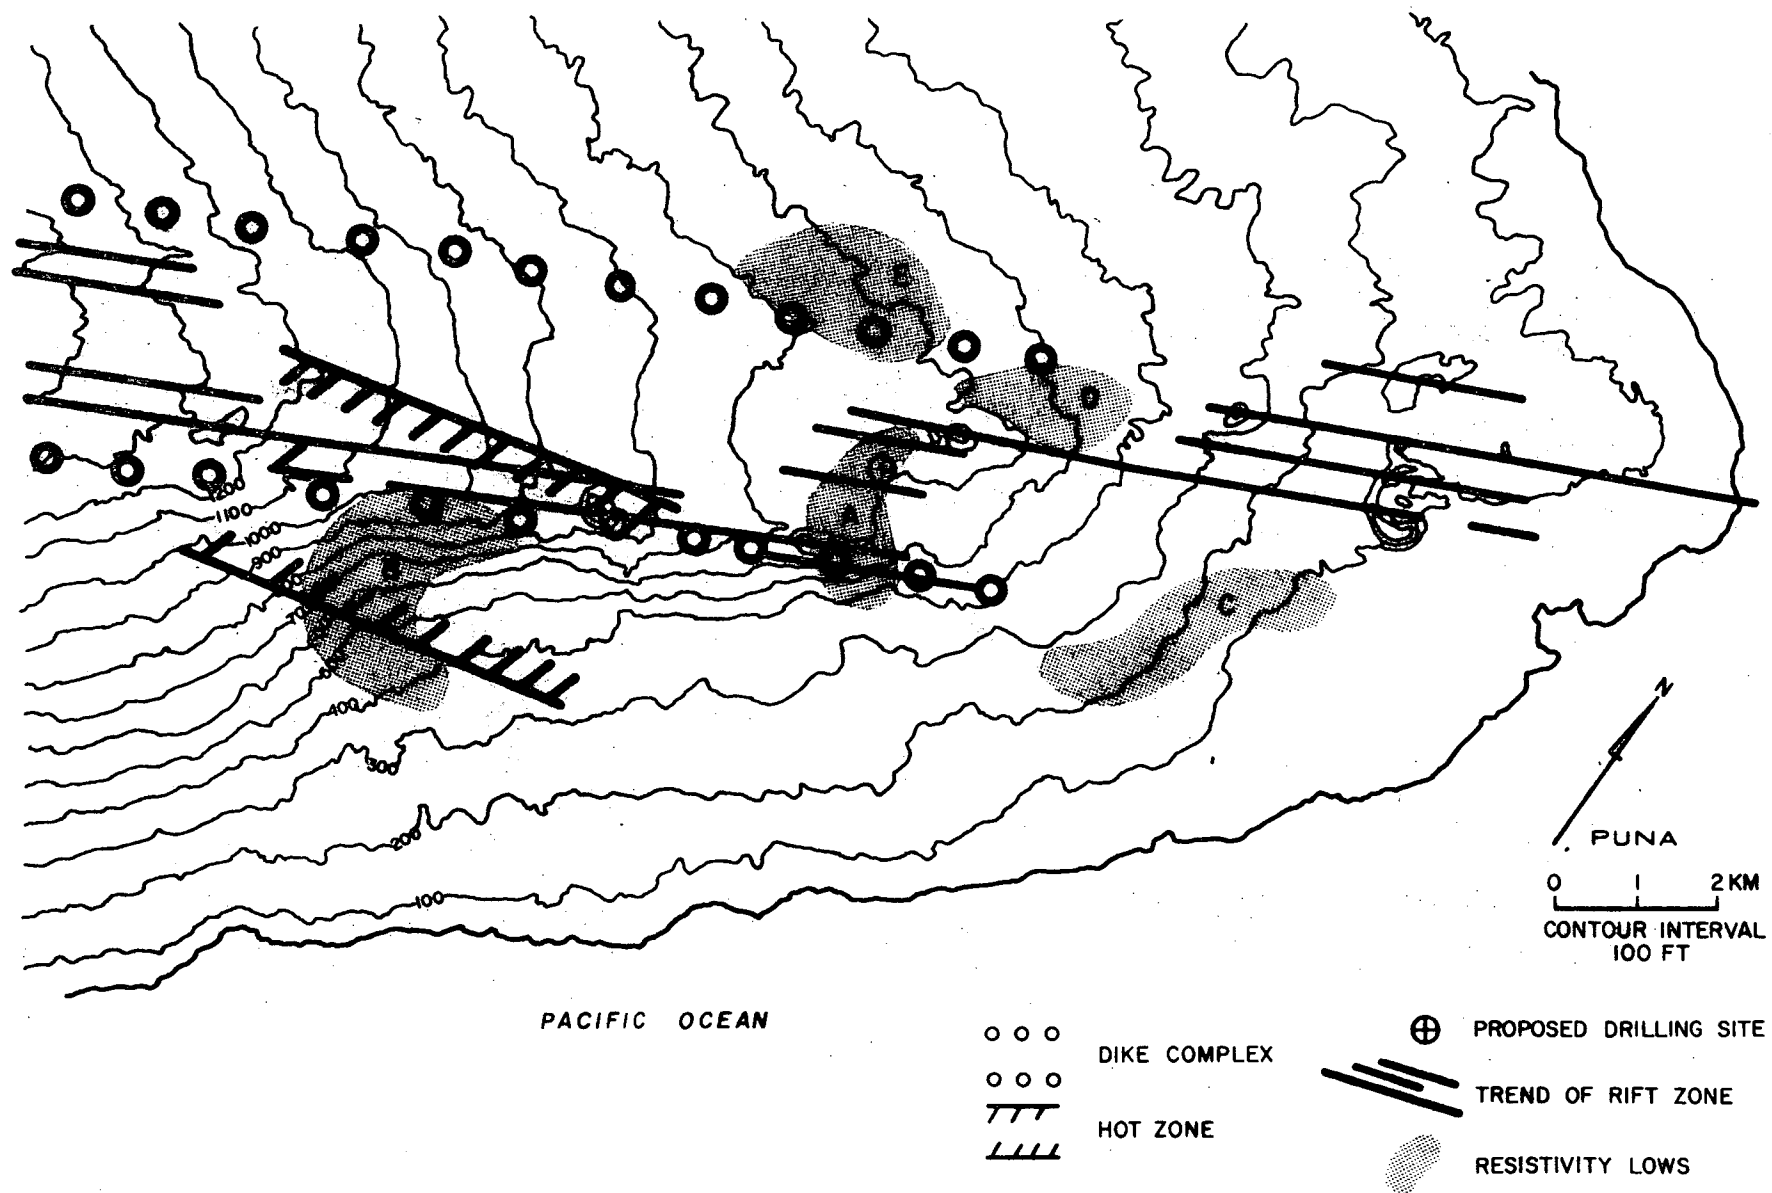 E
D
1200
1100
A
1000
900
B
C
400
300
N
200
PUNA
0 1 2 KM
100
CONTOUR INTERVAL
100 FT
PACIFIC OCEAN
DIKE COMPLEX
HOT ZONE
PROPOSED DRILLING SITE
TREND OF RIFT ZONE
RESISTIVITY LOWS